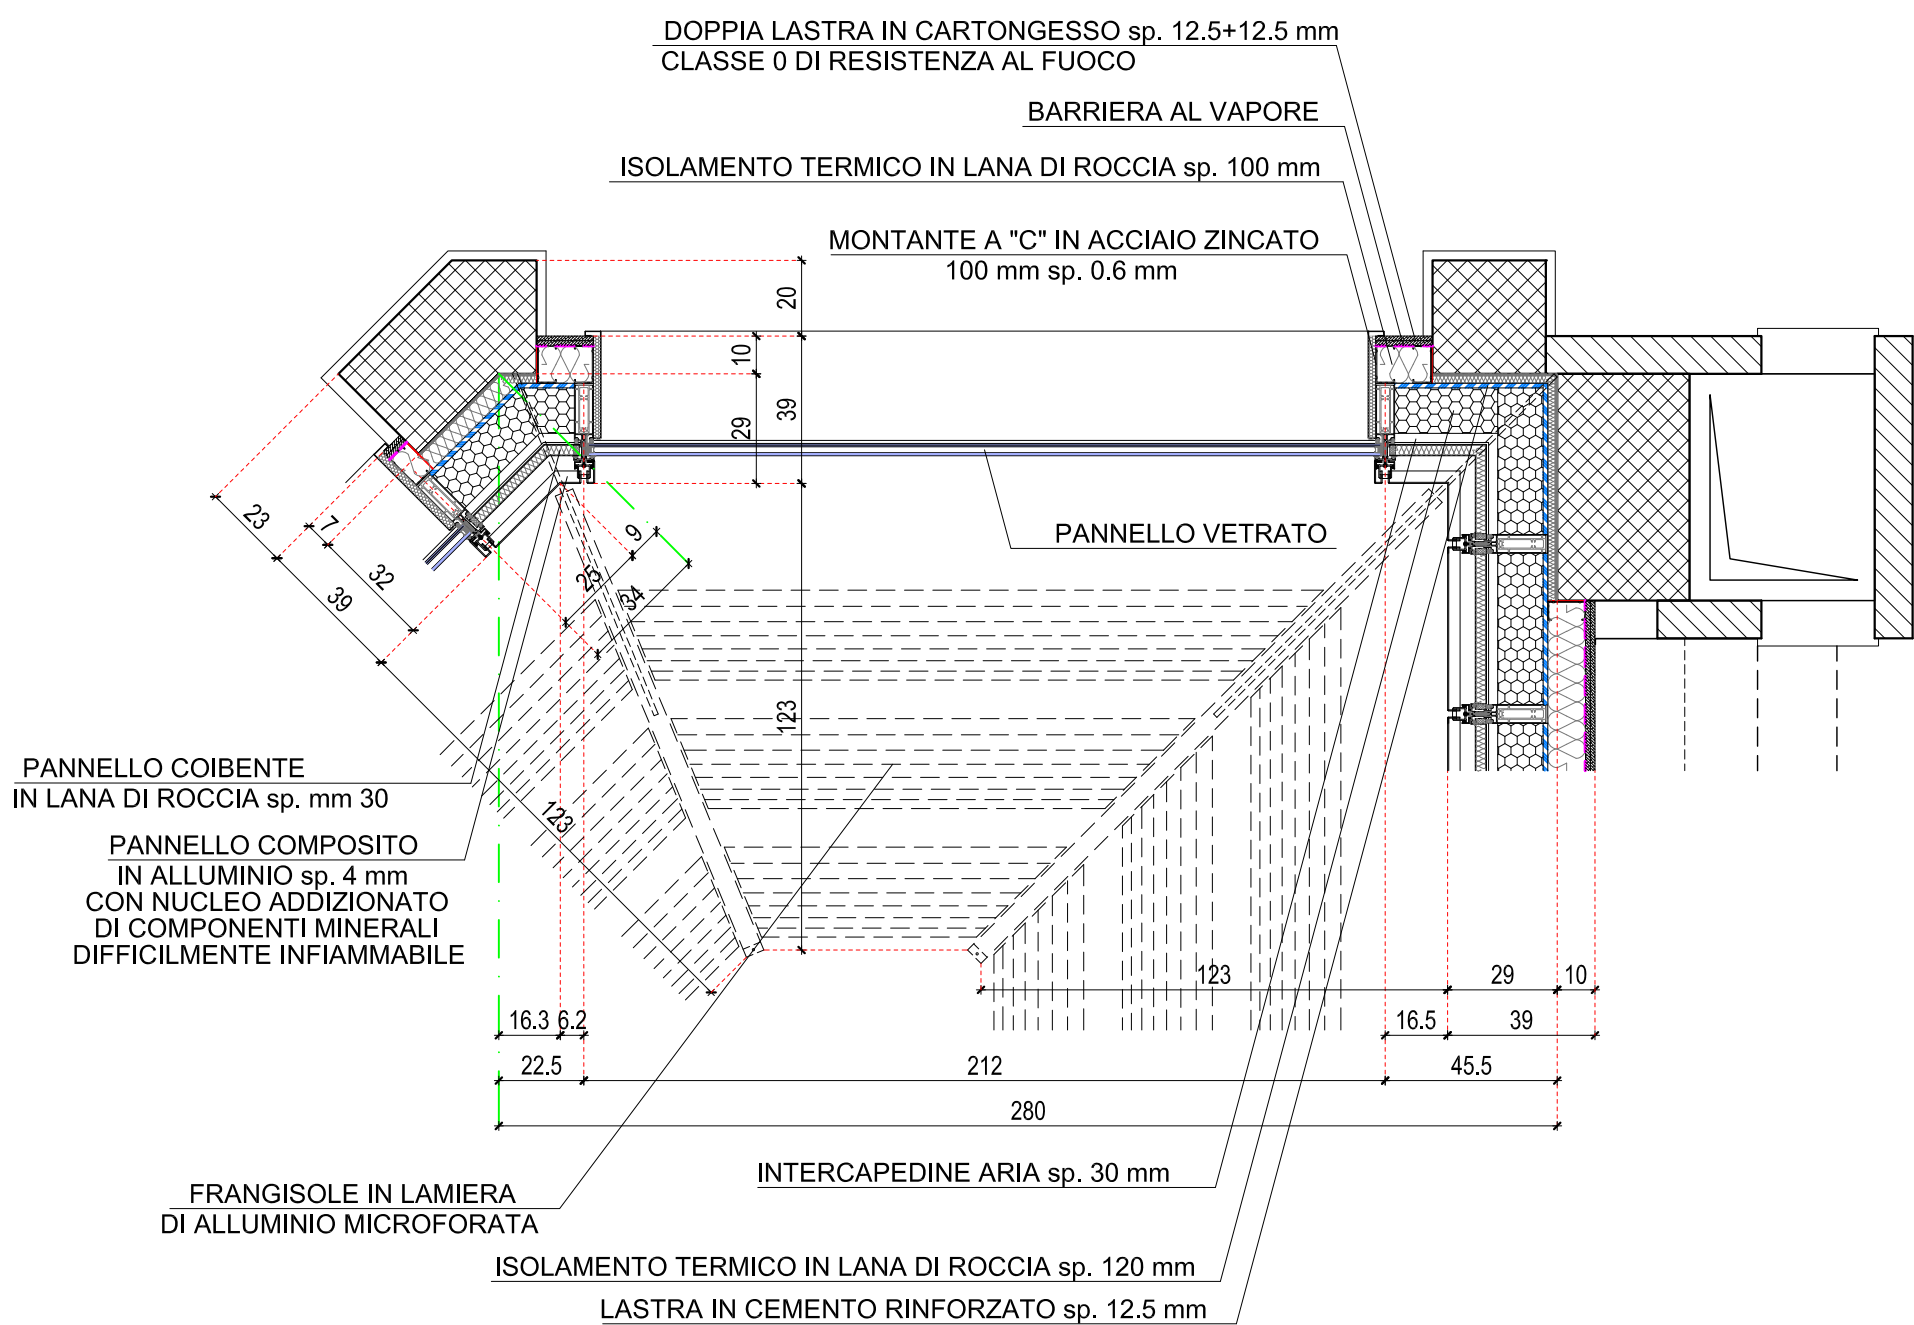 DOPPIA LASTRA IN CARTONGESSO sp. 12.5+12.5 mm
CLASSE 0 DI RESISTENZA AL FUOCO
BARRIERA AL VAPORE
ISOLAMENTO TERMICO IN LANA DI ROCCIA sp. 100 mm
MONTANTE A "C" IN ACCIAIO ZINCATO
100 mm sp. 0.6 mm
20
10
39
29
23
7
32
39
9
25
34
PANNELLO VETRATO
123
123
PANNELLO COIBENTE
IN LANA DI ROCCIA sp. mm 30
PANNELLO COMPOSITO
IN ALLUMINIO sp. 4 mm
CON NUCLEO ADDIZIONATO
DI COMPONENTI MINERALI
DIFFICILMENTE INFIAMMABILE
123 29 10
16.3 6.2 16.5 39
22.5 212 45.5
280
INTERCAPEDINE ARIA sp. 30 mm
FRANGISOLE IN LAMIERA
DI ALLUMINIO MICROFORATA
ISOLAMENTO TERMICO IN LANA DI ROCCIA sp. 120 mm
LASTRA IN CEMENTO RINFORZATO sp. 12.5 mm